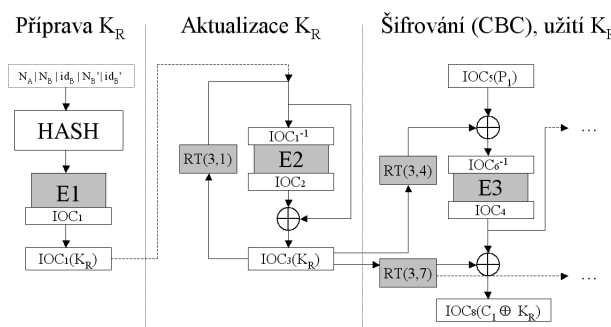 Příprava K_R
Aktualizace K_R
Šifrování (CBC), užití K_R
N_A | N_B | id_B | N_B' | id_B'
HASH
E1
IOC₁
IOC₁(K_R)
RT(3,1)
IOC₁⁻¹
E2
IOC₂
IOC₃(K_R)
IOC₅(P₁)
RT(3,4)
IOC₆⁻¹
E3
IOC₄
...
RT(3,7)
...
IOC₈(C₁ ⊕ K_R)